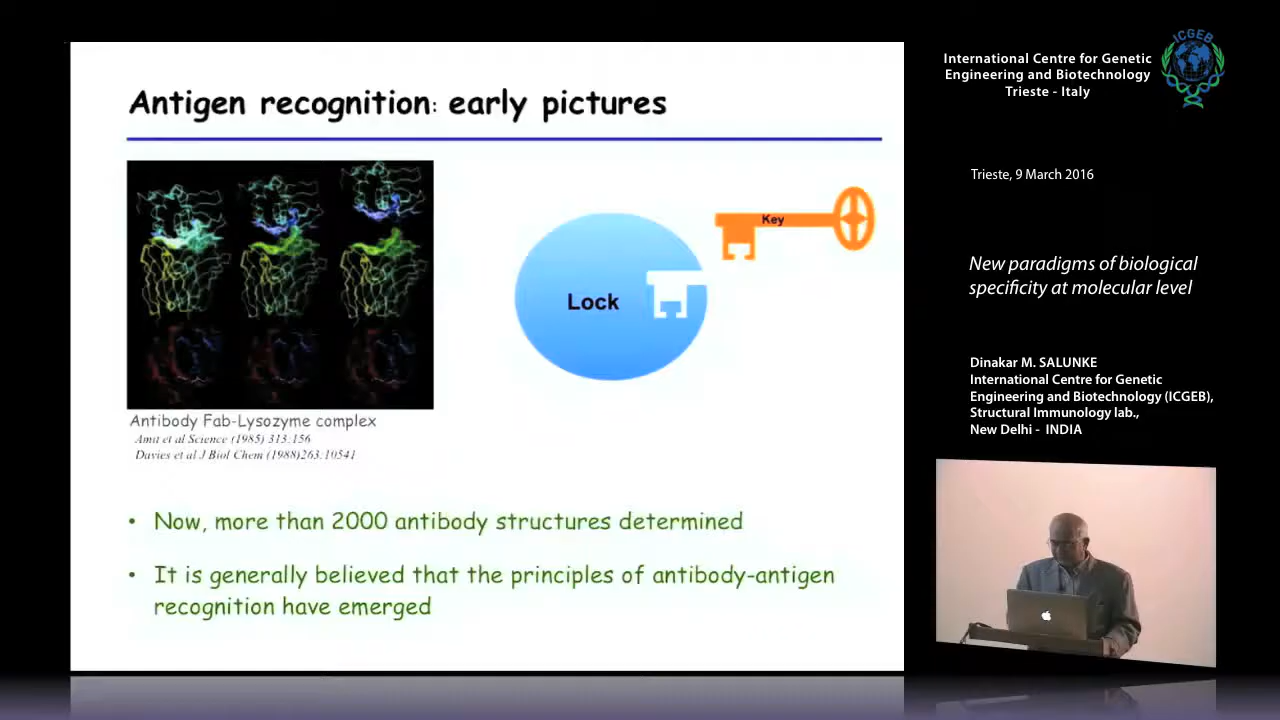 Antigen recognition: early pictures
Lock
Key
Antibody Fab-Lysozyme complex
Amit et al Science (1985) 313:156
Davies et al J Biol Chem (1988)263:10541
• Now, more than 2000 antibody structures determined
• It is generally believed that the principles of antibody-antigen
recognition have emerged
International Centre for Genetic
Engineering and Biotechnology
Trieste - Italy
ICGEB
Trieste, 9 March 2016
New paradigms of biological
specificity at molecular level
Dinakar M. SALUNKE
International Centre for Genetic
Engineering and Biotechnology (ICGEB),
Structural Immunology lab.,
New Delhi - INDIA